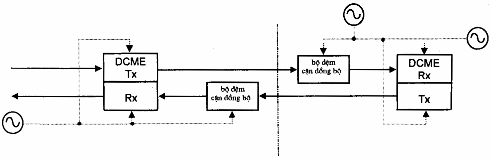 DCME
Tx
Rx
bộ đệm
cận đồng bộ
bộ đệm
cận đồng bộ
DCME
Rx
Tx